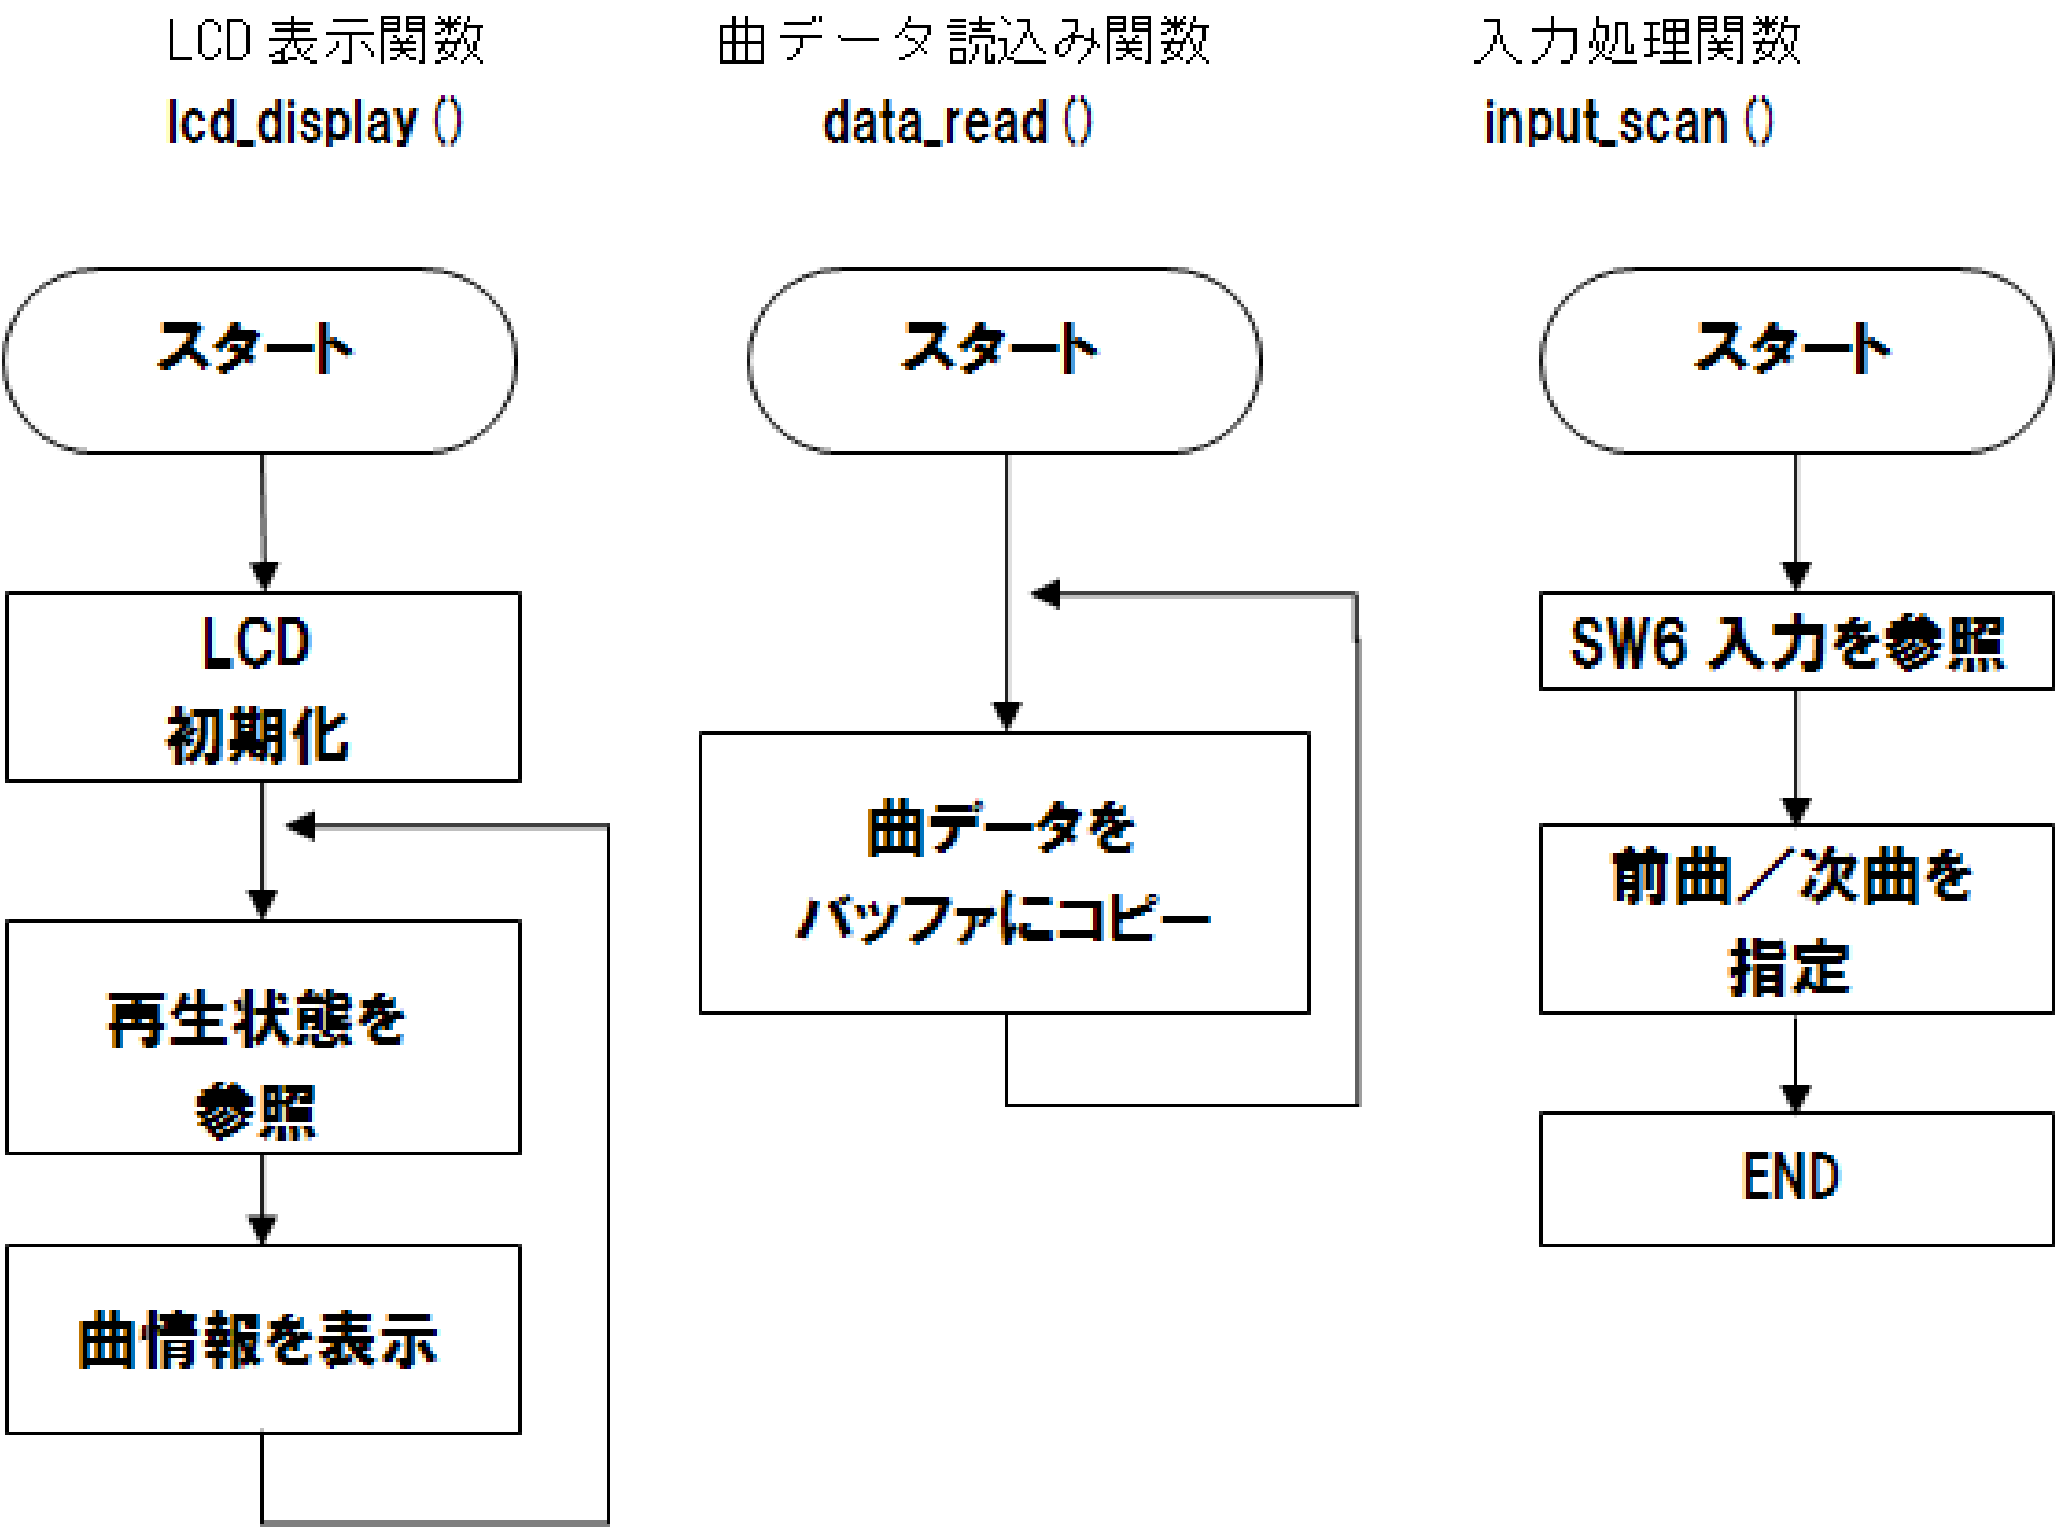 LCD 表示関数
lcd_display ()
スタート
LCD
初期化
再生状態を
参照
曲情報を表示
曲データ読込み関数
data_read ()
スタート
曲データを
バッファにコピー
入力処理関数
input_scan ()
スタート
SW6 入力を参照
前曲／次曲を
指定
END